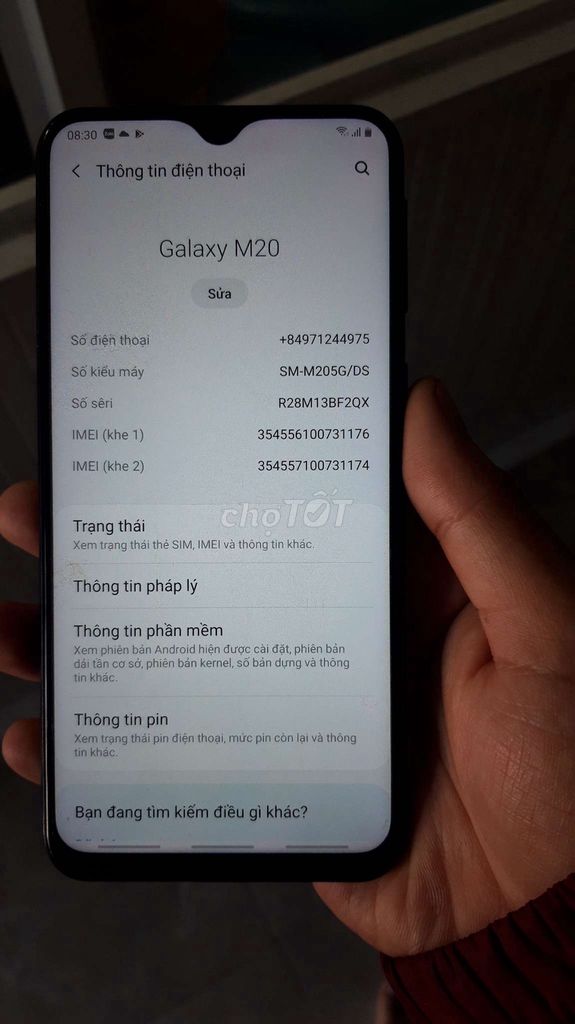 08:30
Thông tin điện thoại
Galaxy M20
Sửa
Số điện thoại +84971244975
Số kiểu máy SM-M205G/DS
Số sêri R28M13BF2QX
IMEI (khe 1) 354556100731176
IMEI (khe 2) 354557100731174
chợTỐT
Trạng thái
Xem trạng thái thẻ SIM, IMEI và thông tin khác.
Thông tin pháp lý
Thông tin phần mềm
Xem phiên bản Android hiện được cài đặt, phiên bản
dải tần cơ sở, phiên bản kernel, số bản dựng và thông
tin khác.
Thông tin pin
Xem trạng thái pin điện thoại, mức pin còn lại và thông
tin khác.
Bạn đang tìm kiếm điều gì khác?